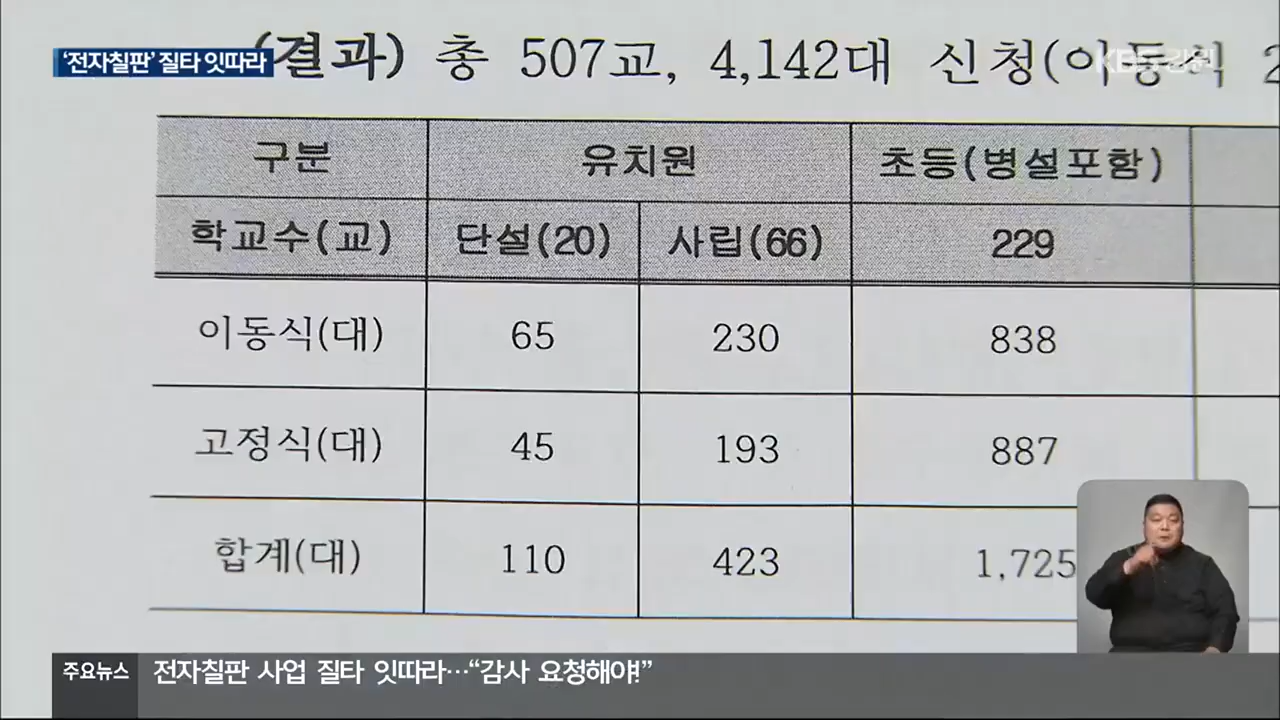 ‘전자칠판’ 질타 잇따라
(결과) 총 507교, 4,142대 신청(이동식 2
KBS 강원
구분 유치원 초등(병설포함)
학교수(교) 단설(20) 사립(66) 229
이동식(대) 65 230 838
고정식(대) 45 193 887
합계(대) 110 423 1,725
주요뉴스 전자칠판 사업 질타 잇따라…“감사 요청해야!”